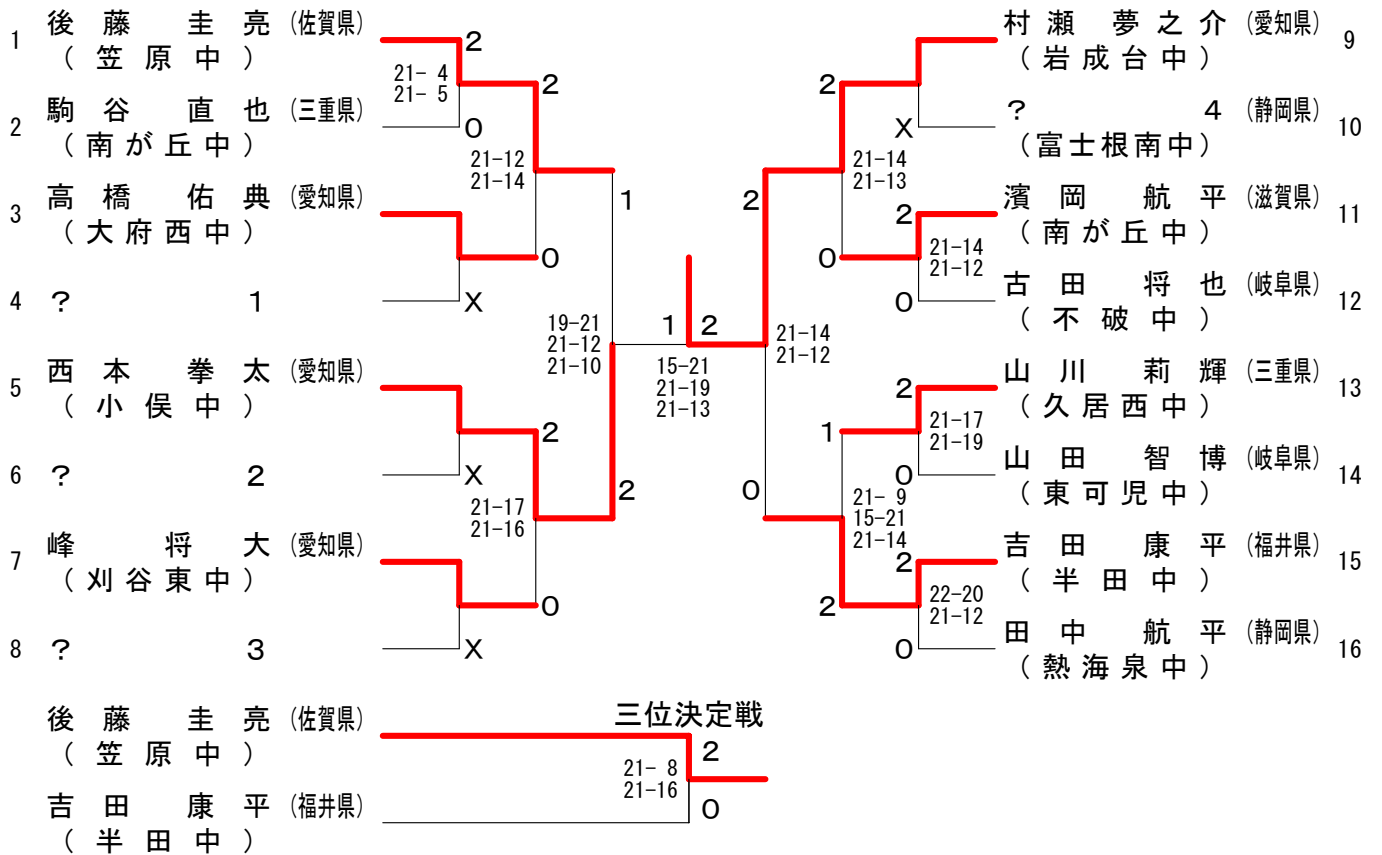 1 後藤 圭亮 (佐賀県)
(笠原中)
2
21- 4
21- 5
2 駒谷 直也 (三重県)
(南が丘中)
0
2
21-12
21-14
3 高橋 佑典 (愛知県)
(大府西中)
0
4 ? 1
X
1
19-21
21-12
21-10
5 西本 拳太 (愛知県)
(小俣中)
2
6 ? 2
X
21-17
21-16
2
7 峰 将大 (愛知県)
(刈谷東中)
0
8 ? 3
X
1 2
15-21
21-19
21-13
村瀬 夢之介 (愛知県) 9
(岩成台中)
2
? 4 (静岡県) 10
(富士根南中)
X
21-14
21-13
2
濱岡 航平 (滋賀県) 11
(南が丘中)
2
21-14
21-12
0
古田 将也 (岐阜県) 12
(不破中)
0
21-14
21-12
山川 莉輝 (三重県) 13
(久居西中)
2
21-17
21-19
1
山田 智博 (岐阜県) 14
(東可児中)
0
0
21- 9
15-21
21-14
吉田 康平 (福井県) 15
(半田中)
2
22-20
21-12
2
田中 航平 (静岡県) 16
(熱海泉中)
0
三位決定戦
後藤 圭亮 (佐賀県)
(笠原中)
2
21- 8
21-16
吉田 康平 (福井県)
(半田中)
0